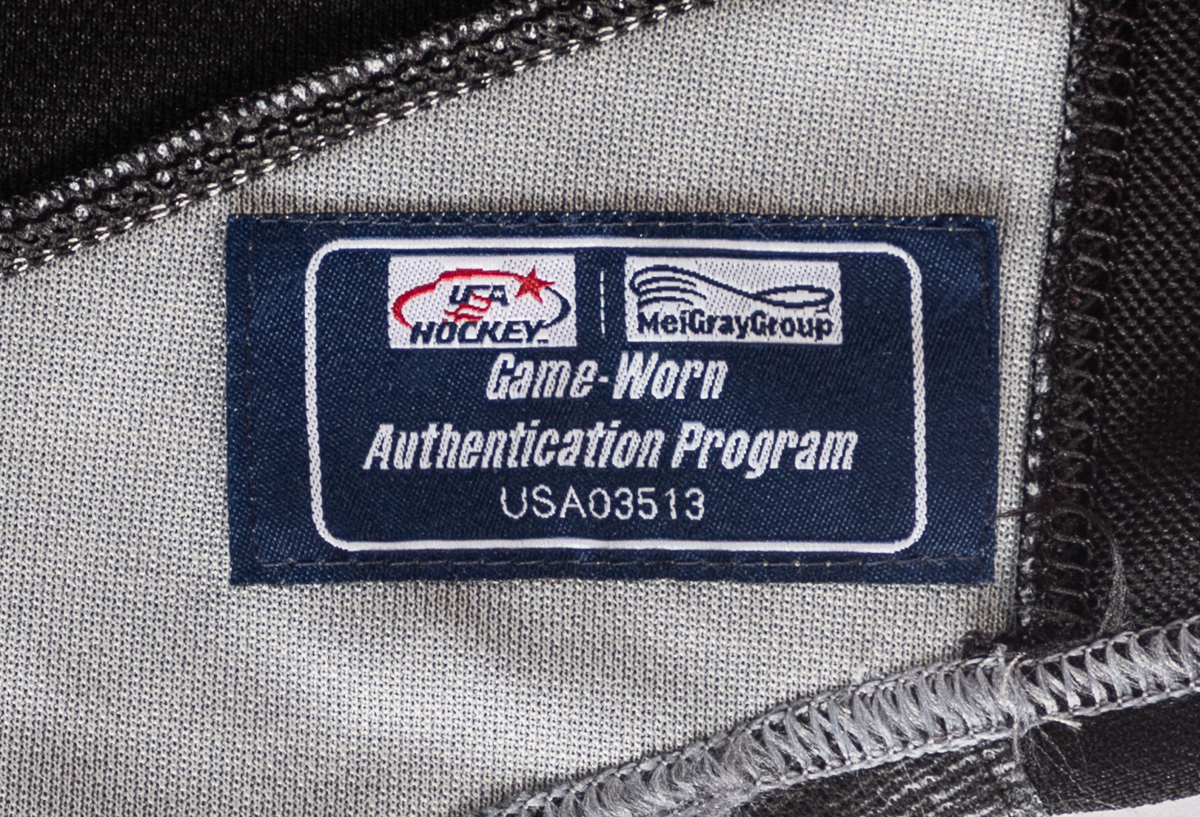 USA
HOCKEY
MeiGrayGroup
Game-Worn
Authentication Program
USA03513